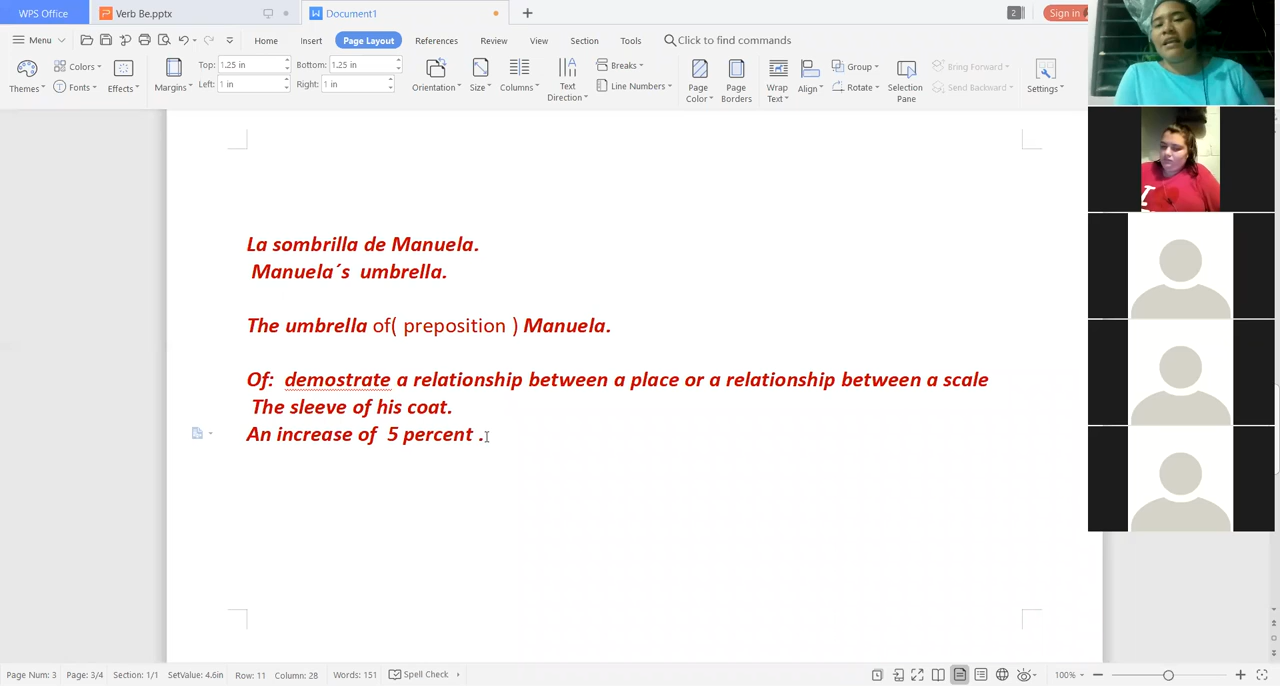 WPS Office
Verb Be.pptx
Document1
2
Sign in
Menu
Home
Insert
Page Layout
References
Review
View
Section
Tools
Click to find commands
Themes
Colors
Fonts
Effects
Margins
Top: 1.25 in
Bottom: 1.25 in
Left: 1 in
Right: 1 in
Orientation
Size
Columns
Text Direction
Breaks
Line Numbers
Page Color
Page Borders
Wrap Text
Align
Group
Rotate
Selection Pane
Bring Forward
Send Backward
Settings
La sombrilla de Manuela.
Manuela´s umbrella.
The umbrella of( preposition ) Manuela.
Of: demostrate a relationship between a place or a relationship between a scale
The sleeve of his coat.
An increase of 5 percent .
Page Num: 3 Page: 3/4 Section: 1/1 SetValue: 4.6in Row: 11 Column: 28 Words: 151 Spell Check 100%